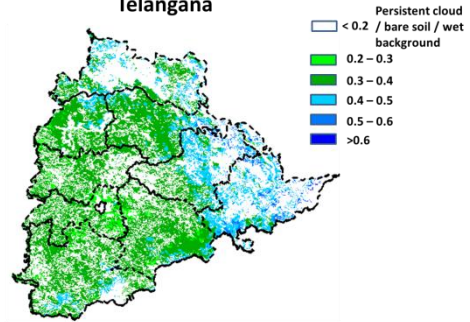 Telangana
< 0.2 Persistent cloud
/ bare soil / wet
background
0.2 – 0.3
0.3 – 0.4
0.4 – 0.5
0.5 – 0.6
>0.6